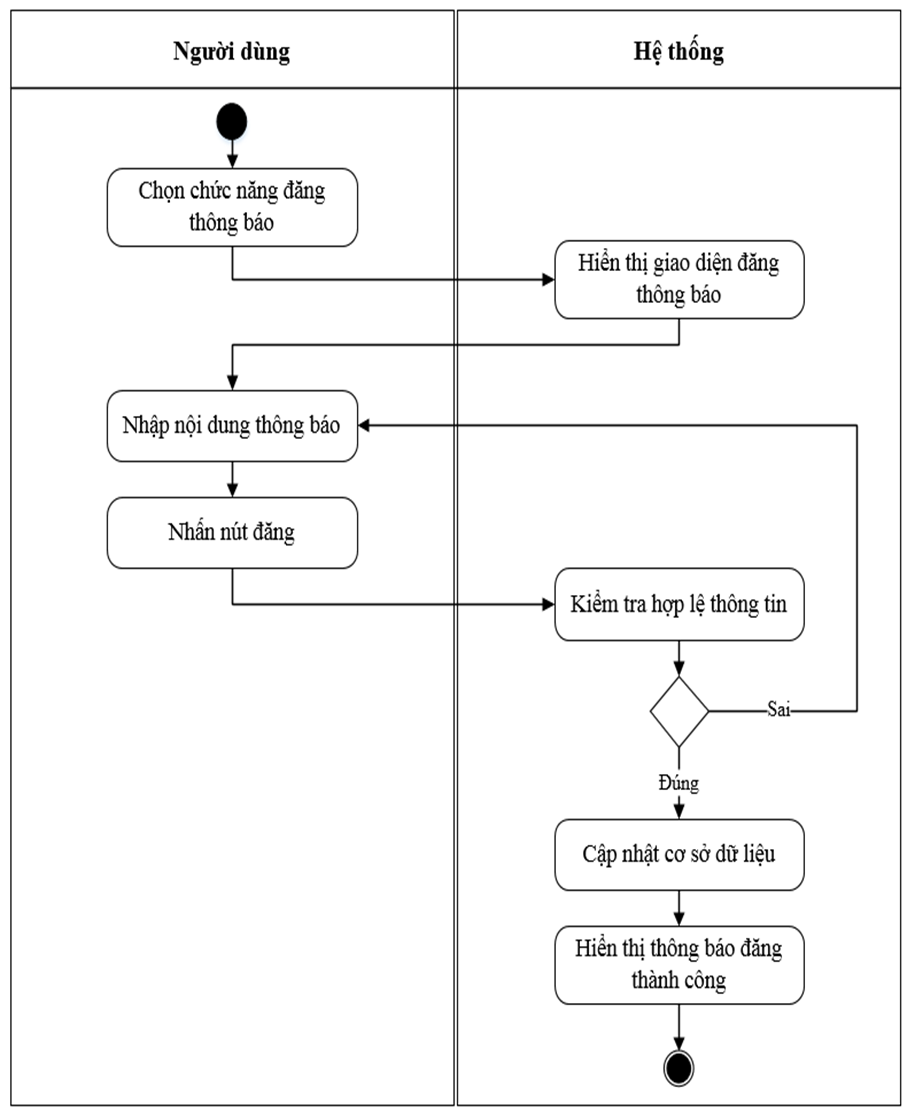 Người dùng
Hệ thống
Chọn chức năng đăng
thông báo
Hiển thị giao diện đăng
thông báo
Nhập nội dung thông báo
Nhấn nút đăng
Kiểm tra hợp lệ thông tin
Sai
Đúng
Cập nhật cơ sở dữ liệu
Hiển thị thông báo đăng
thành công